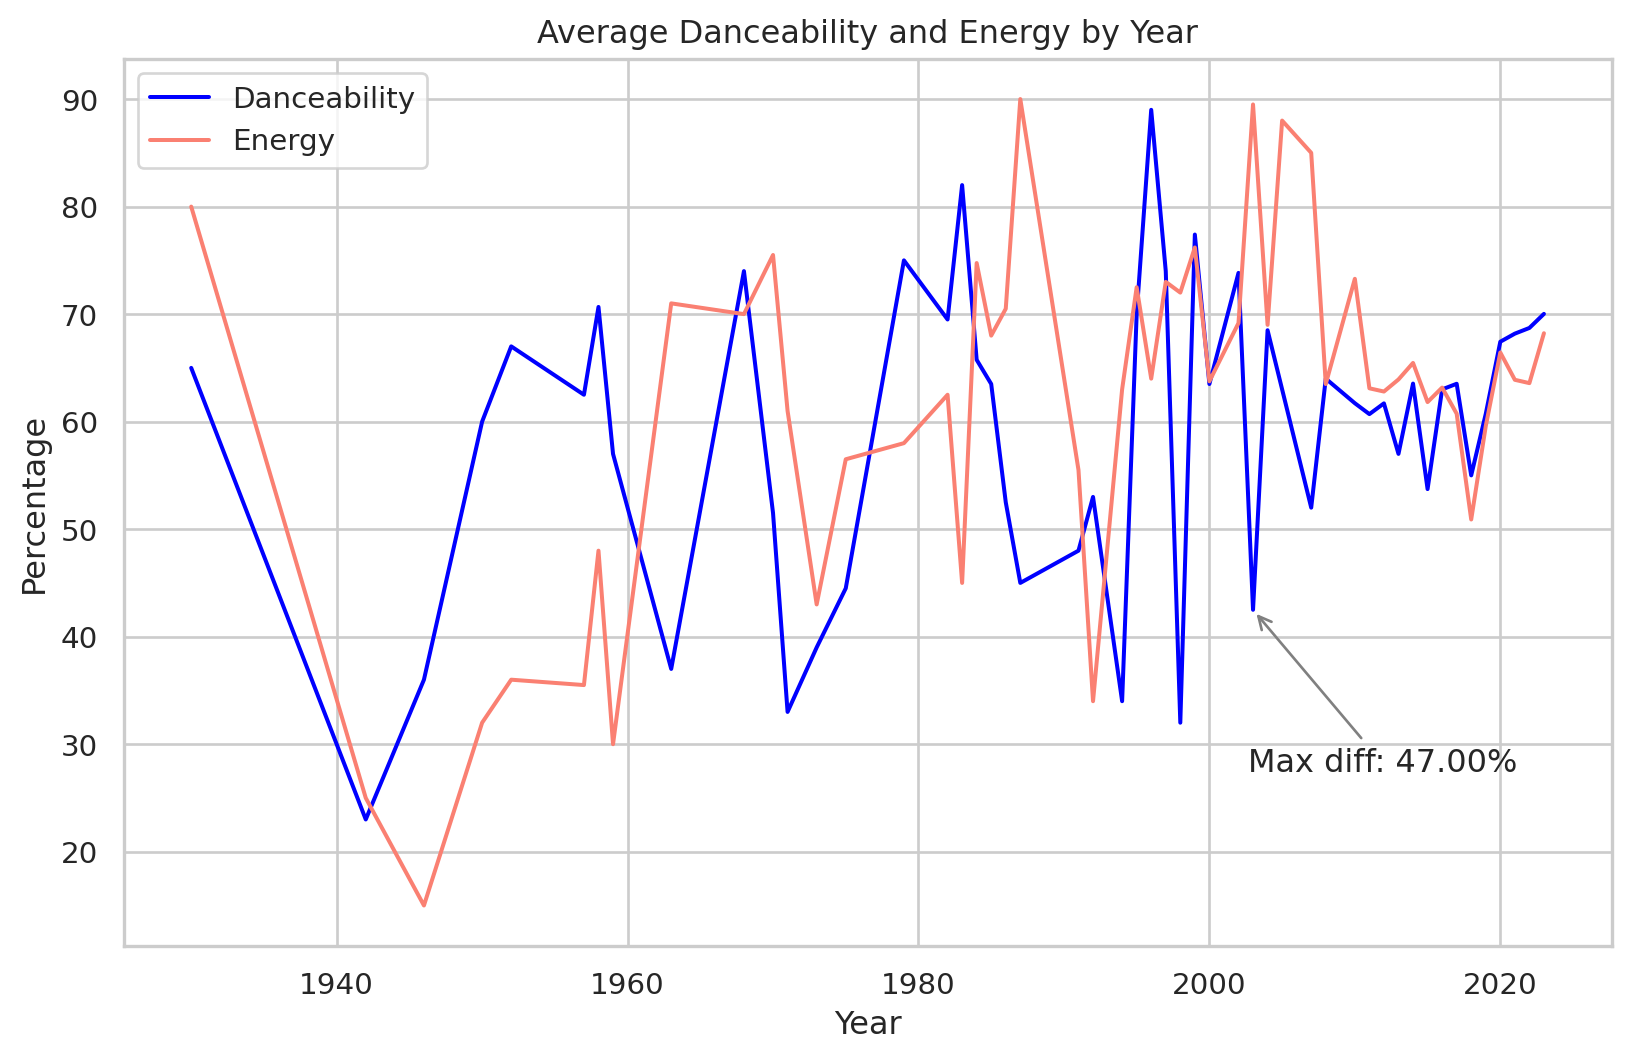 Average Danceability and Energy by Year
Danceability
Energy
90
80
70
60
50
40
30
20
Percentage
Max diff: 47.00%
1940
1960
1980
2000
2020
Year